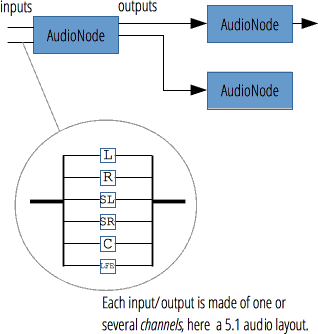 inputs
outputs
AudioNode
AudioNode
AudioNode
L
R
SL
SR
C
LFE
Each input/output is made of one or
several channels, here a 5.1 audio layout.